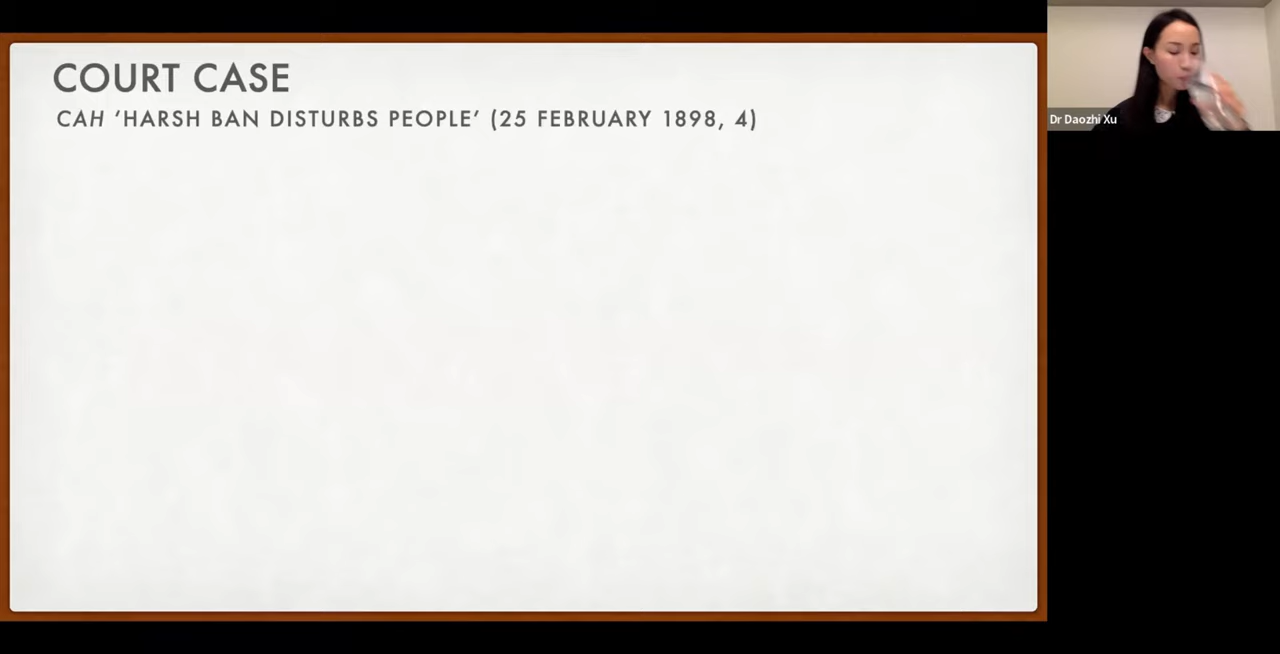 COURT CASE
CAH ‘HARSH BAN DISTURBS PEOPLE’ (25 FEBRUARY 1898, 4)
Dr Daozhi Xu